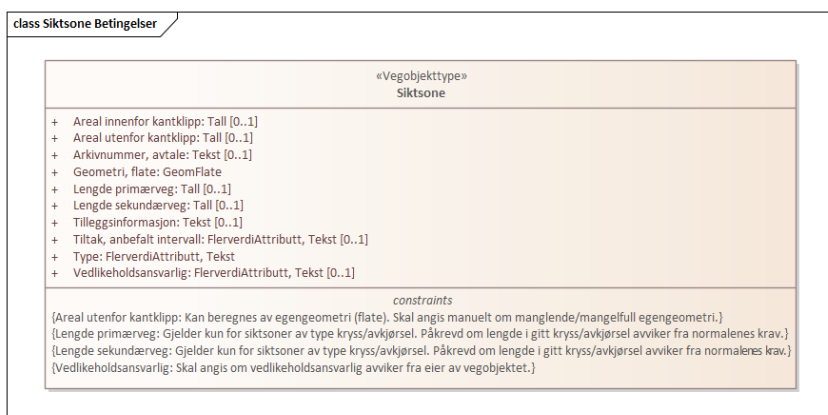 class Siktsone Betingelser
«Vegobjekttype»
Siktsone
+ Areal innenfor kantklipp: Tall [0..1]
+ Areal utenfor kantklipp: Tall [0..1]
+ Arkivnummer, avtale: Tekst [0..1]
+ Geometri, flate: GeomFlate
+ Lengde primærveg: Tall [0..1]
+ Lengde sekundærveg: Tall [0..1]
+ Tilleggsinformasjon: Tekst [0..1]
+ Tiltak, anbefalt intervall: FlerverdiAttributt, Tekst [0..1]
+ Type: FlerverdiAttributt, Tekst
+ Vedlikeholdsansvarlig: FlerverdiAttributt, Tekst [0..1]
constraints
{Areal utenfor kantklipp: Kan beregnes av egengeometri (flate). Skal angis manuelt om manglende/mangelfull egengeometri.}
{Lengde primærveg: Gjelder kun for siktsoner av type kryss/avkjørsel. Påkrevd om lengde i gitt kryss/avkjørsel avviker fra normalenes krav.}
{Lengde sekundærveg: Gjelder kun for siktsoner av type kryss/avkjørsel. Påkrevd om lengde i gitt kryss/avkjørsel avviker fra normalenes krav.}
{Vedlikeholdsansvarlig: Skal angis om vedlikeholdsansvarlig avviker fra eier av vegobjektet.}